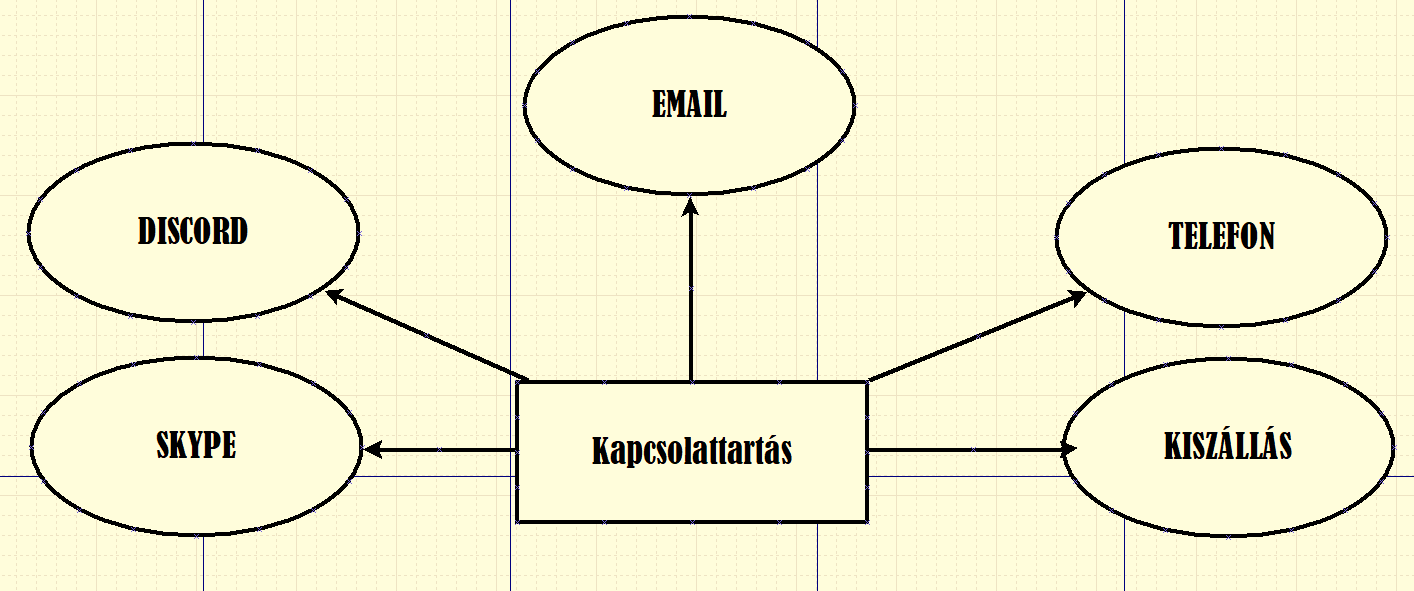 EMAIL
DISCORD
TELEFON
SKYPE
Kapcsolattartás
KISZÁLLÁS